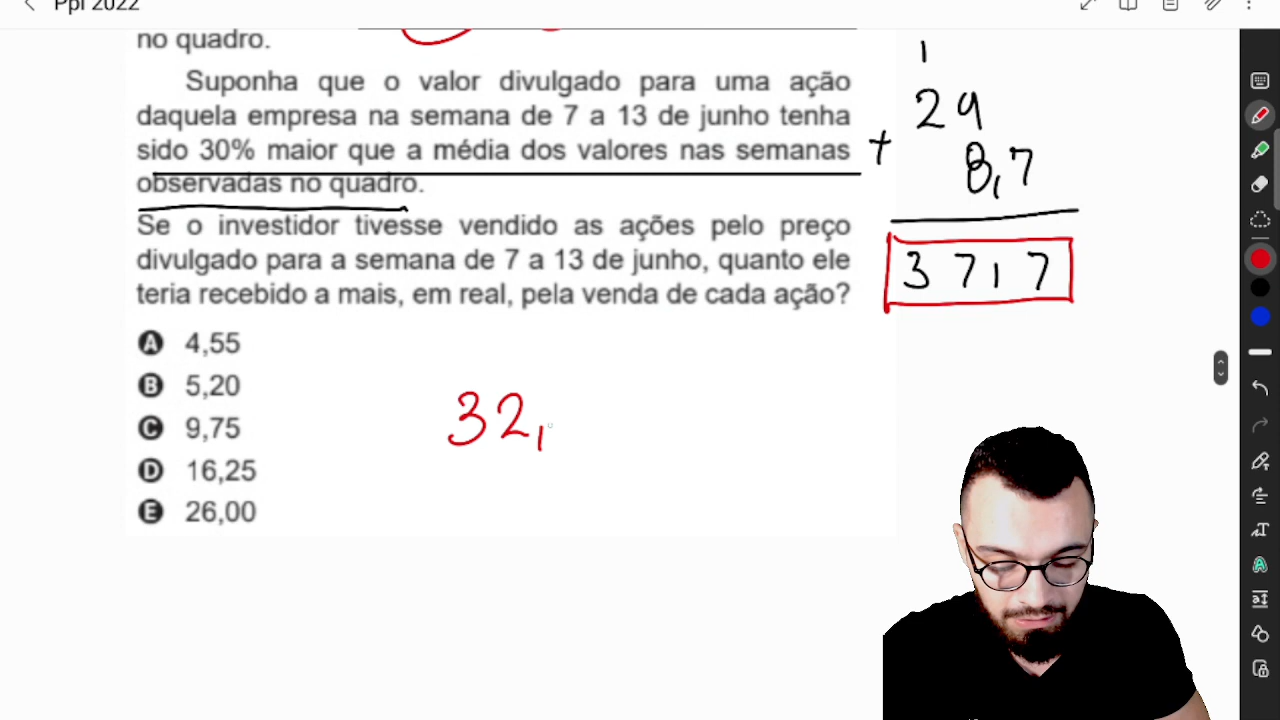 Ppl 2022
no quadro.
Suponha que o valor divulgado para uma ação
daquela empresa na semana de 7 a 13 de junho tenha
sido 30% maior que a média dos valores nas semanas
observadas no quadro.
Se o investidor tivesse vendido as ações pelo preço
divulgado para a semana de 7 a 13 de junho, quanto ele
teria recebido a mais, em real, pela venda de cada ação?
A 4,55
B 5,20
C 9,75
D 16,25
E 26,00
32,
1
29
+ 8,7
37,7